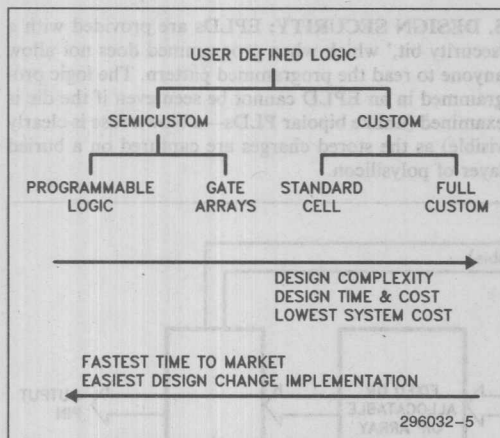 USER DEFINED LOGIC
SEMICUSTOM CUSTOM
PROGRAMMABLE LOGIC GATE ARRAYS STANDARD CELL FULL CUSTOM
DESIGN COMPLEXITY
DESIGN TIME & COST
LOWEST SYSTEM COST
FASTEST TIME TO MARKET
EASIEST DESIGN CHANGE IMPLEMENTATION
296032-5